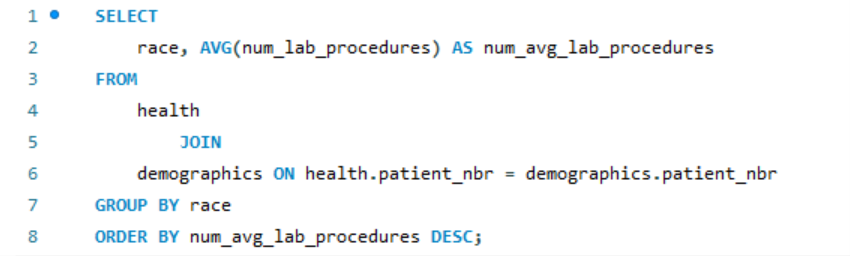 1 SELECT
2 race, AVG(num_lab_procedures) AS num_avg_lab_procedures
3 FROM
4 health
5 JOIN
6 demographics ON health.patient_nbr = demographics.patient_nbr
7 GROUP BY race
8 ORDER BY num_avg_lab_procedures DESC;